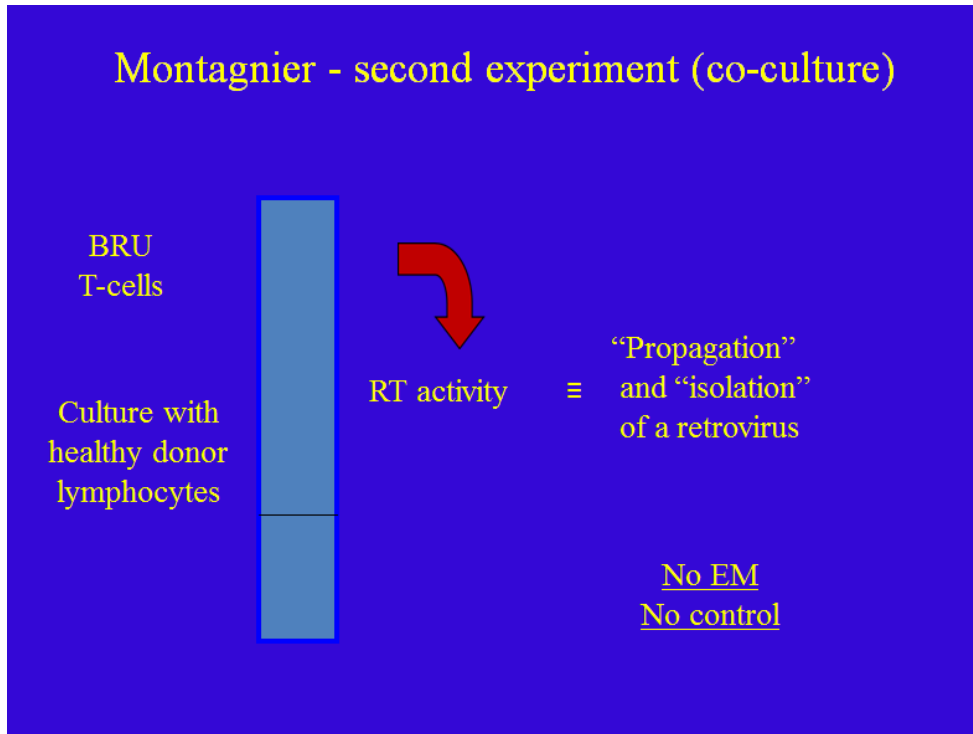 Montagnier - second experiment (co-culture)
BRU
T-cells
Culture with
healthy donor
lymphocytes
RT activity
≡
“Propagation”
and “isolation”
of a retrovirus
No EM
No control